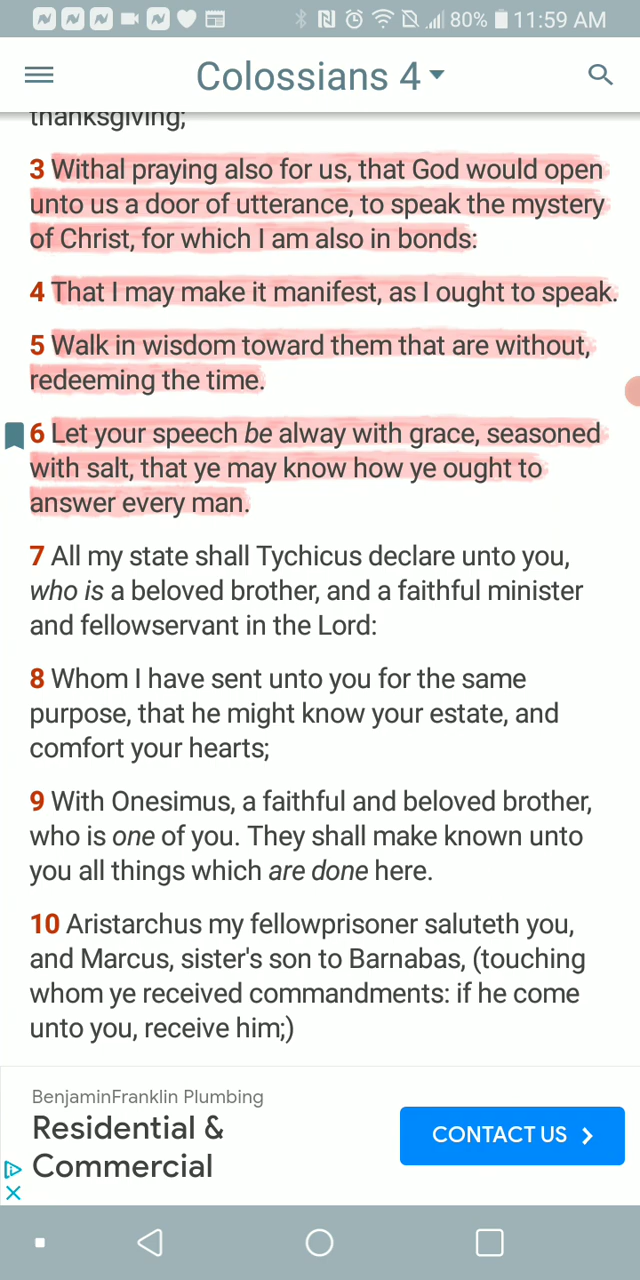 80% 11:59 AM
Colossians 4
thanksgiving;
3 Withal praying also for us, that God would open
unto us a door of utterance, to speak the mystery
of Christ, for which I am also in bonds:
4 That I may make it manifest, as I ought to speak.
5 Walk in wisdom toward them that are without,
redeeming the time.
6 Let your speech be alway with grace, seasoned
with salt, that ye may know how ye ought to
answer every man.
7 All my state shall Tychicus declare unto you,
who is a beloved brother, and a faithful minister
and fellowservant in the Lord:
8 Whom I have sent unto you for the same
purpose, that he might know your estate, and
comfort your hearts;
9 With Onesimus, a faithful and beloved brother,
who is one of you. They shall make known unto
you all things which are done here.
10 Aristarchus my fellowprisoner saluteth you,
and Marcus, sister's son to Barnabas, (touching
whom ye received commandments: if he come
unto you, receive him;)
BenjaminFranklin Plumbing
Residential &
Commercial
CONTACT US